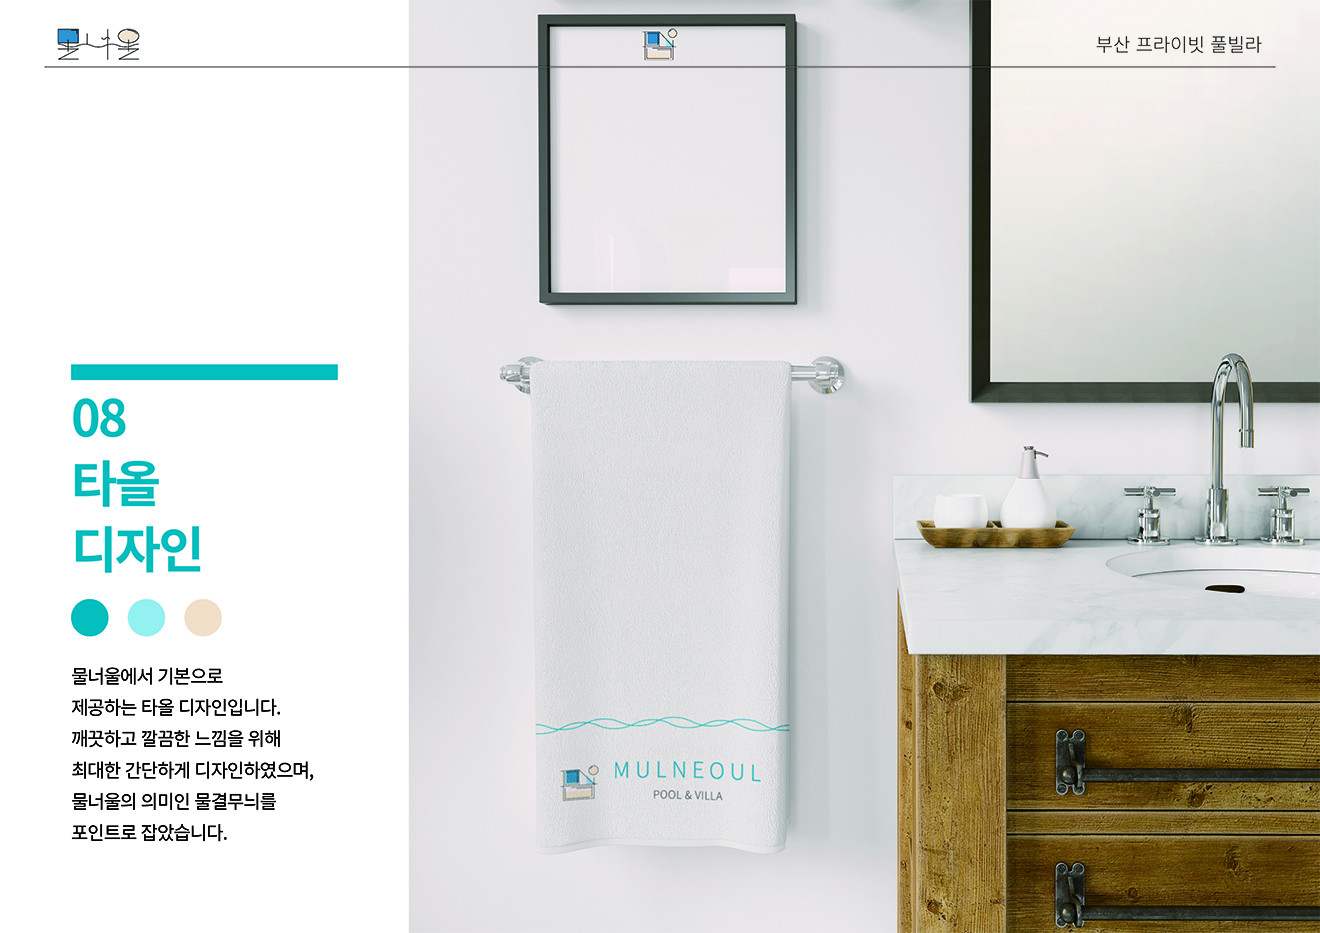 물너울
부산 프라이빗 풀빌라
08
타올
디자인
물너울에서 기본으로
제공하는 타올 디자인입니다.
깨끗하고 깔끔한 느낌을 위해
최대한 간단하게 디자인하였으며,
물너울의 의미인 물결무늬를
포인트로 잡았습니다.
MULNEOUL
POOL & VILLA